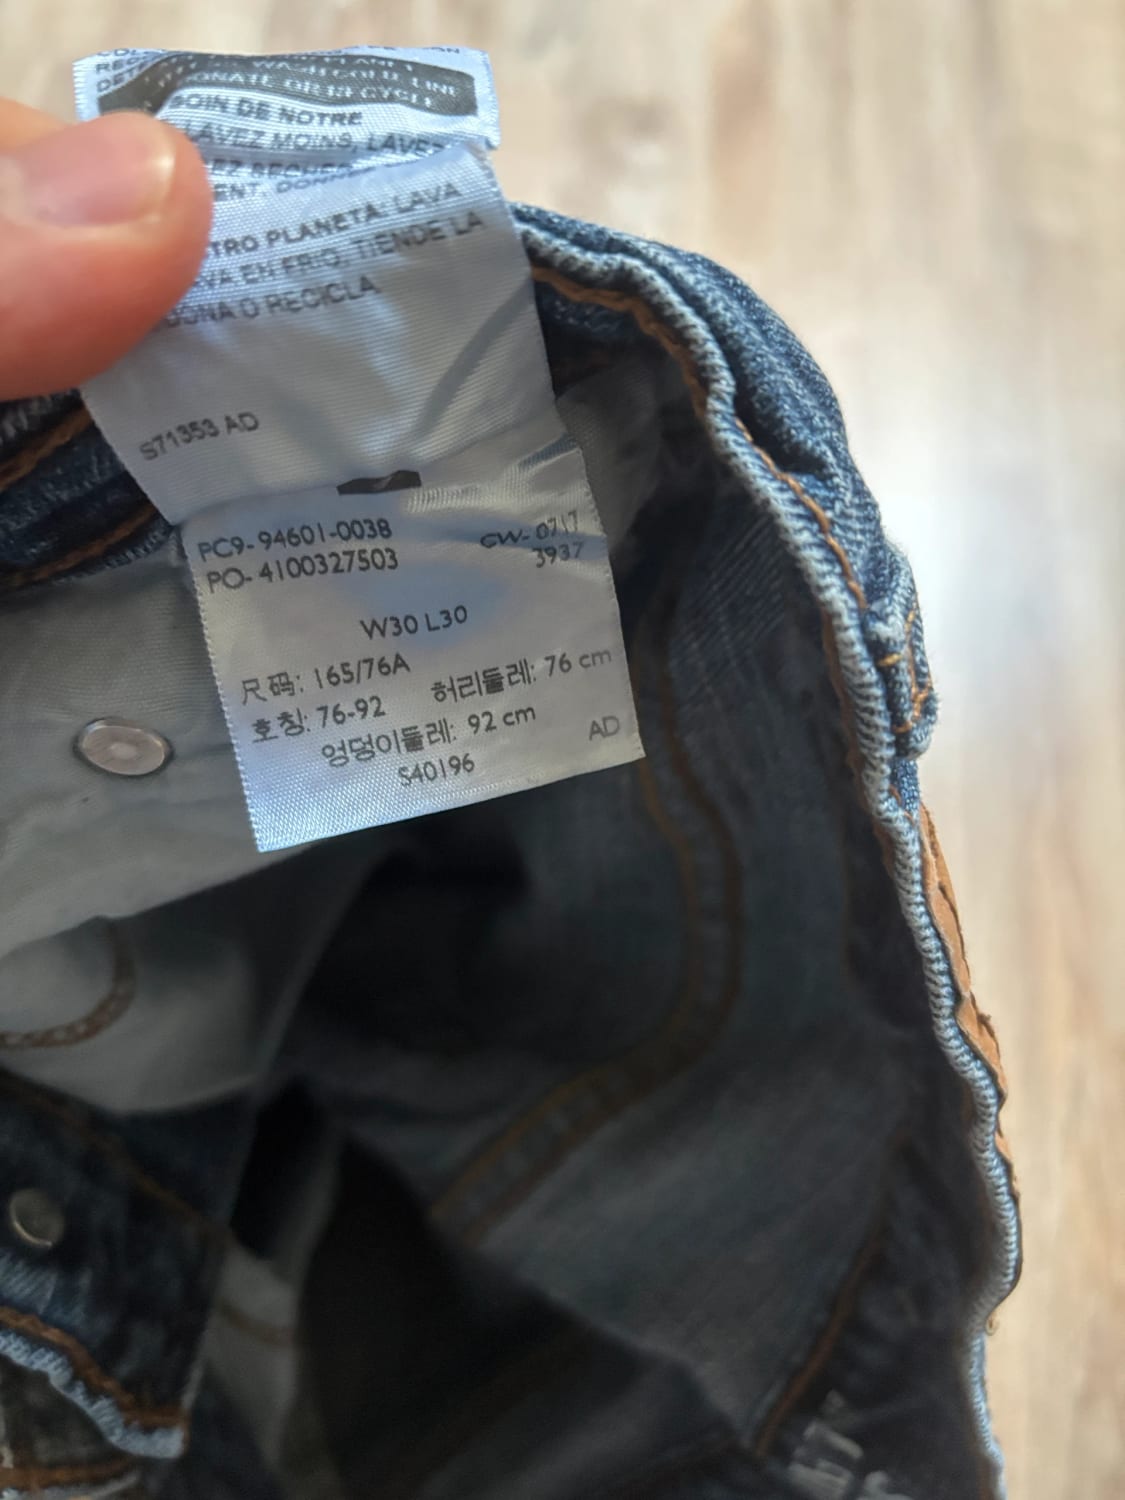 SOIN DE NOTRE
LAVEZ MOINS, LAVEZ
TRO PLANETA: LAVA
VA EN FRIO, TIENDE LA
DONA O RECICLA
S71353 AD
PC9- 94601-0038
PO- 4100327503
CW- 0717
3937
W30 L30
尺码: 165/76A
호칭: 76-92
허리둘레: 76 cm
엉덩이둘레: 92 cm
AD
S40196